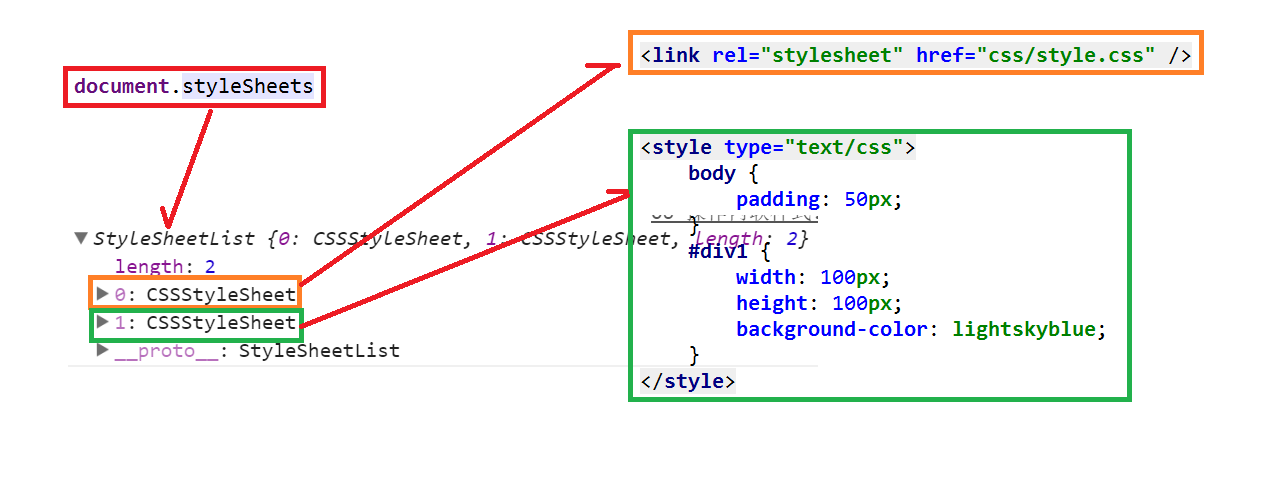 document.styleSheets
<link rel="stylesheet" href="css/style.css" />
<style type="text/css">
body {
padding: 50px;
}
#div1 {
width: 100px;
height: 100px;
background-color: lightskyblue;
}
</style>
StyleSheetList {0: CSSStyleSheet, 1: CSSStyleSheet, length: 2}
length: 2
0: CSSStyleSheet
1: CSSStyleSheet
__proto__: StyleSheetList